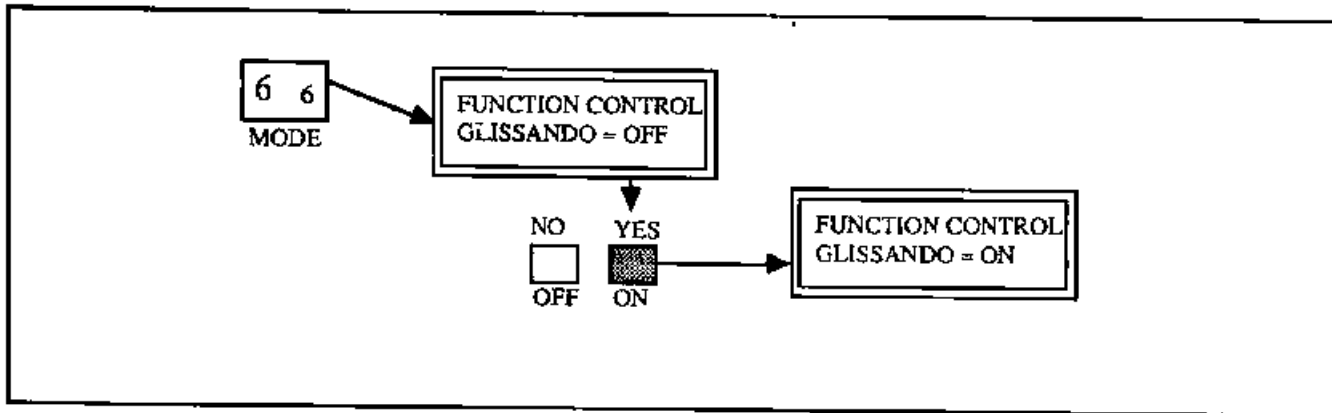 6 6
MODE
FUNCTION CONTROL
GLISSANDO = OFF
NO YES
OFF ON
FUNCTION CONTROL
GLISSANDO = ON